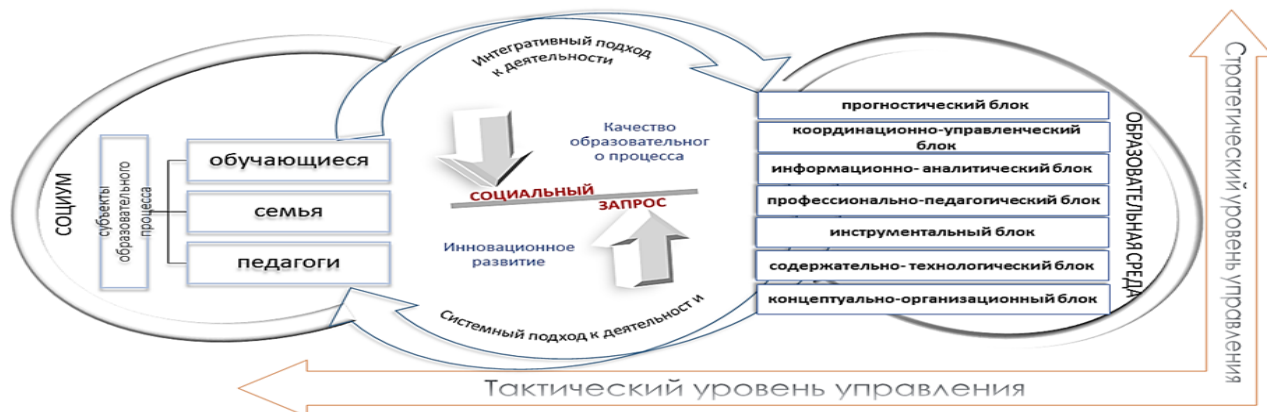 Интегративный подход
к деятельности
СОЦИУМ
субъекты
образовательного
процесса
обучающиеся
семья
педагоги
Качество
образовательног
о процесса
СОЦИАЛЬНЫЙ
ЗАПРОС
Инновационное
развитие
Системный подход к деятельност и
прогностический блок
координационно-управленческий
блок
информационно- аналитический блок
профессионально-педагогический блок
инструментальный блок
содержательно- технологический блок
концептуально-организационный блок
ОБРАЗОВАТЕЛЬНАЯ СРЕДА
Стратегический уровень управления
Тактический уровень управления